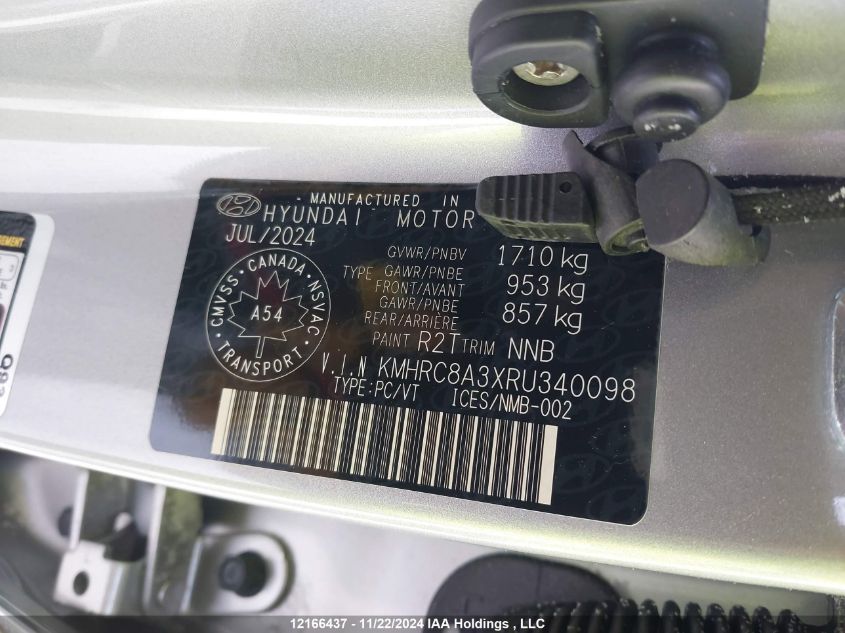 MANUFACTURED IN
HYUNDAI MOTOR
JUL/2024
GVWR/PNBV 1710 kg
TYPE GAWR/PNBE
FRONT/AVANT 953 kg
GAWR/PNBE
REAR/ARRIÈRE 857 kg
PAINT R2T TRIM NNB
CMVSS · CANADA · NSVAC
A54
TRANSPORT
V.I.N KMHRC8A3XRU340098
TYPE:PC/VT ICES/NMB-002
12166437 - 11/22/2024 IAA Holdings , LLC